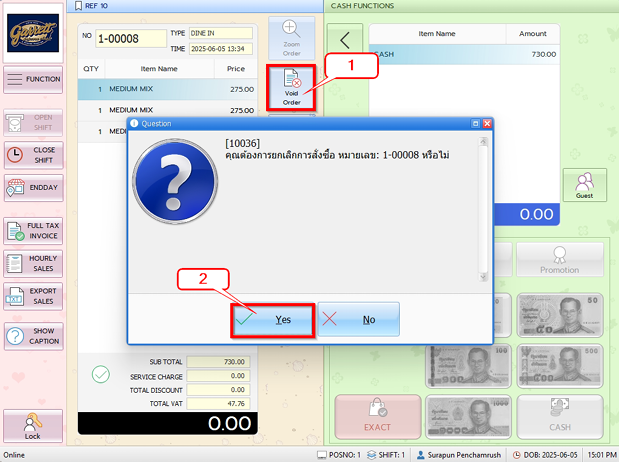 Garrett
FUNCTION
OPEN
SHIFT
CLOSE
SHIFT
ENDDAY
FULL TAX
INVOICE
HOURLY
SALES
EXPORT
SALES
SHOW
CAPTION
Lock
REF 10
NO 1-00008
TYPE DINE IN
TIME 2025-06-05 13:34
QTY Item Name Price
1 MEDIUM MIX 275.00
1 MEDIUM MIX 275.00
1
Zoom
Order
Void
Order
1
Question
[10036]
คุณต้องการยกเลิกการสั่งซื้อ หมายเลข: 1-00008 หรือไม่
2
Yes
No
SUB TOTAL 730.00
SERVICE CHARGE 0.00
TOTAL DISCOUNT 0.00
TOTAL VAT 47.76
0.00
CASH FUNCTIONS
Item Name Amount
CASH 730.00
Guest
0.00
Promotion
50
100
500
EXACT
1000
CASH
Online
POSNO: 1
SHIFT: 1
Surapun Penchamrush
DOB: 2025-06-05
15:01 PM